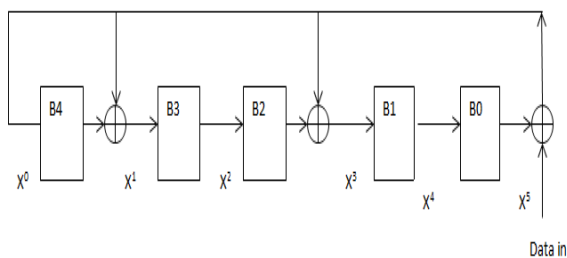 B4 B3 B2 B1 B0
X⁰ X¹ X² X³ X⁴ X⁵
Data in